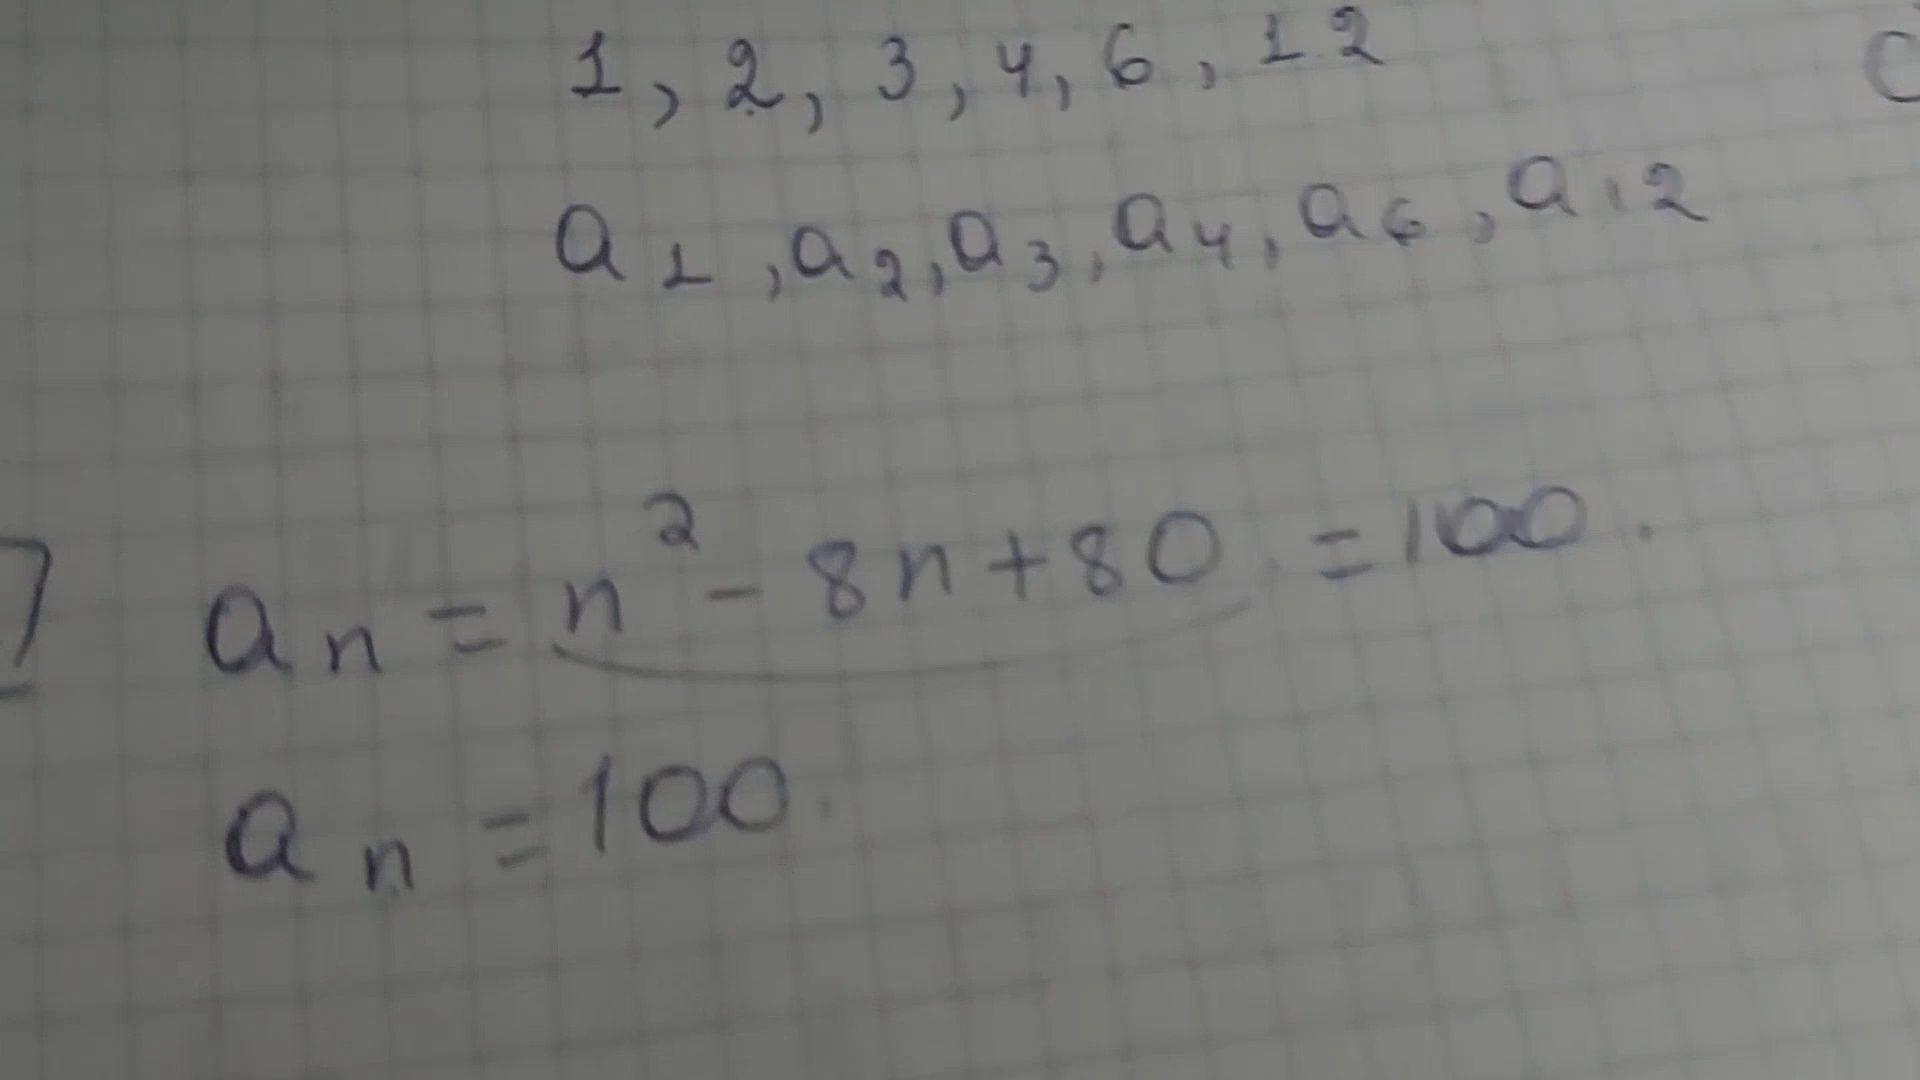 1, 2, 3, 4, 6, 12
a₁, a₂, a₃, a₄, a₆, a₁₂
aₙ = n² - 8n + 80 = 100.
aₙ = 100.